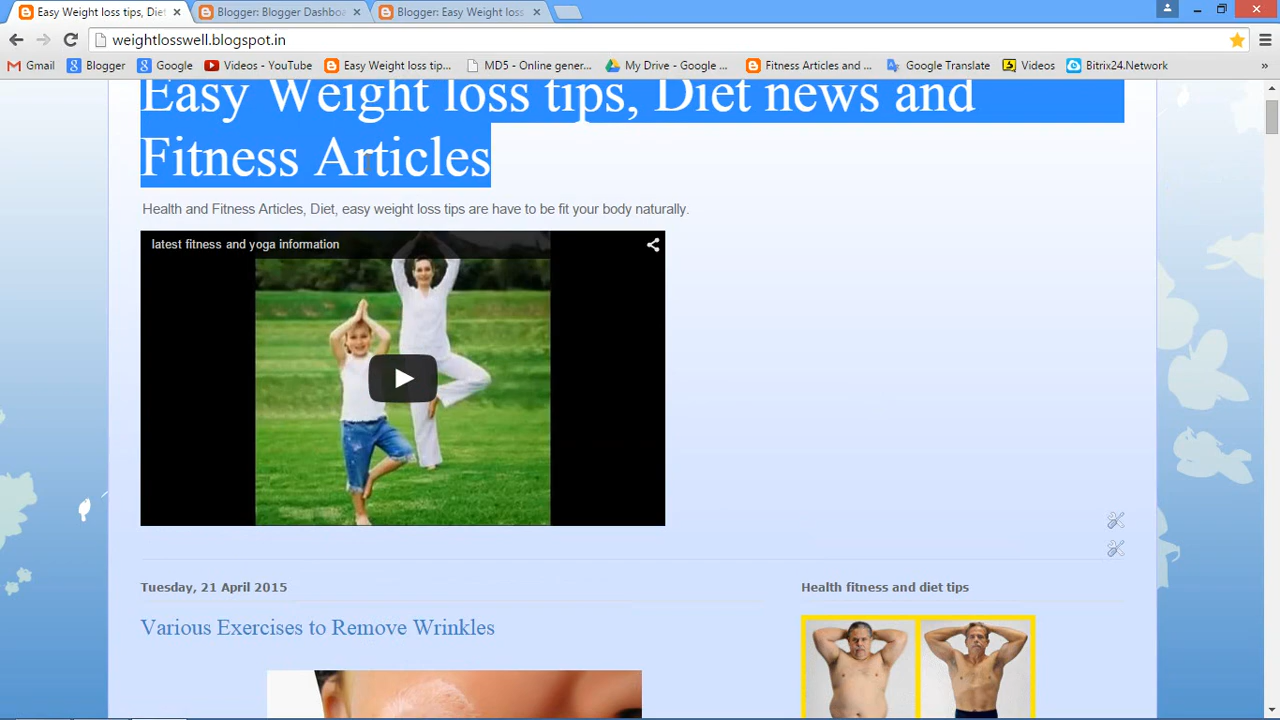 Easy Weight loss tips, Diet
Blogger: Blogger Dashboa
Blogger: Easy Weight loss
weightlosswell.blogspot.in
Gmail
Blogger
Google
Videos - YouTube
Easy Weight loss tip...
MD5 - Online gener...
My Drive - Google ...
Fitness Articles and ...
Google Translate
Videos
Bitrix24.Network
»
Easy Weight loss tips, Diet news and
Fitness Articles
Health and Fitness Articles, Diet, easy weight loss tips are have to be fit your body naturally.
latest fitness and yoga information
Tuesday, 21 April 2015
Health fitness and diet tips
Various Exercises to Remove Wrinkles